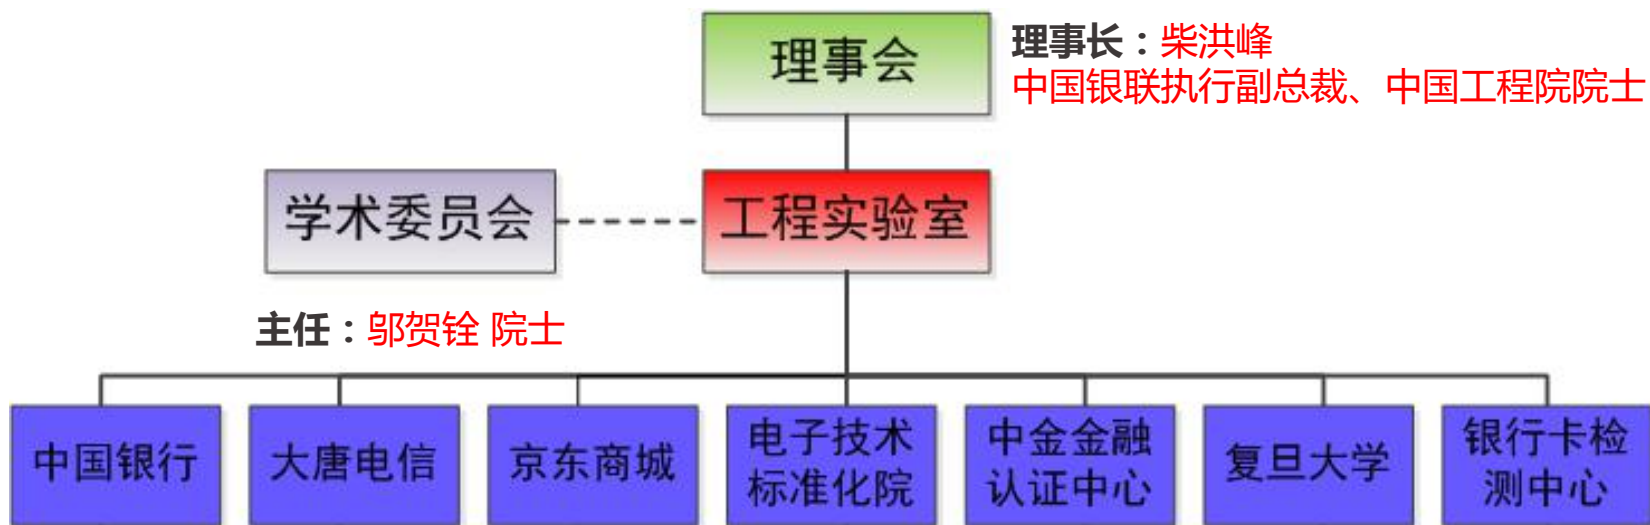 理事会
理事长：柴洪峰
中国银联执行副总裁、中国工程院院士
学术委员会
工程实验室
主任：邬贺铨 院士
中国银行
大唐电信
京东商城
电子技术
标准化院
中金金融
认证中心
复旦大学
银行卡检
测中心